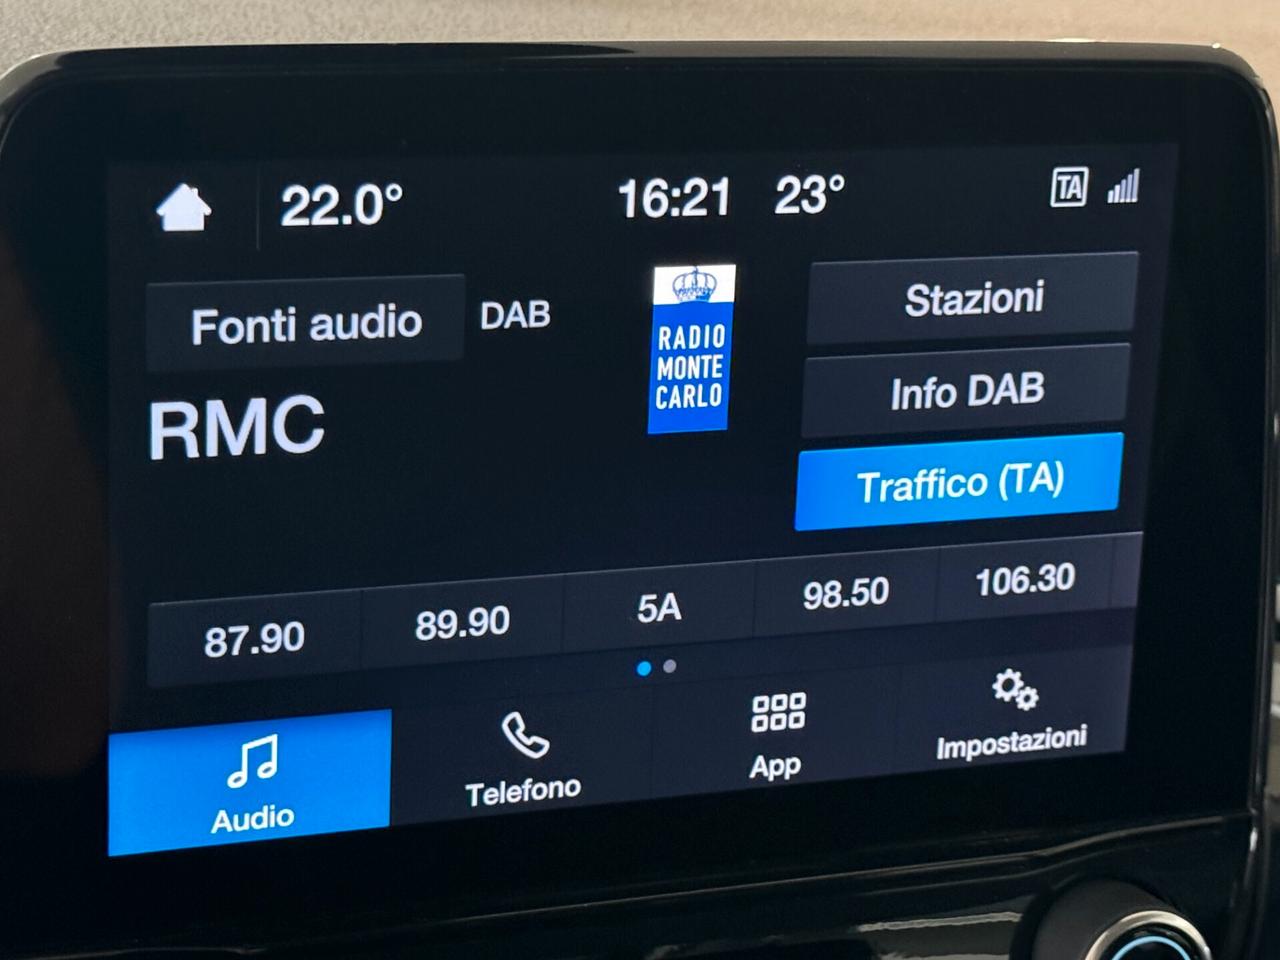 22.0° 16:21 23° TA
Fonti audio DAB
RADIO
MONTE
CARLO
Stazioni
Info DAB
Traffico (TA)
RMC
87.90 89.90 5A 98.50 106.30
Audio Telefono App Impostazioni